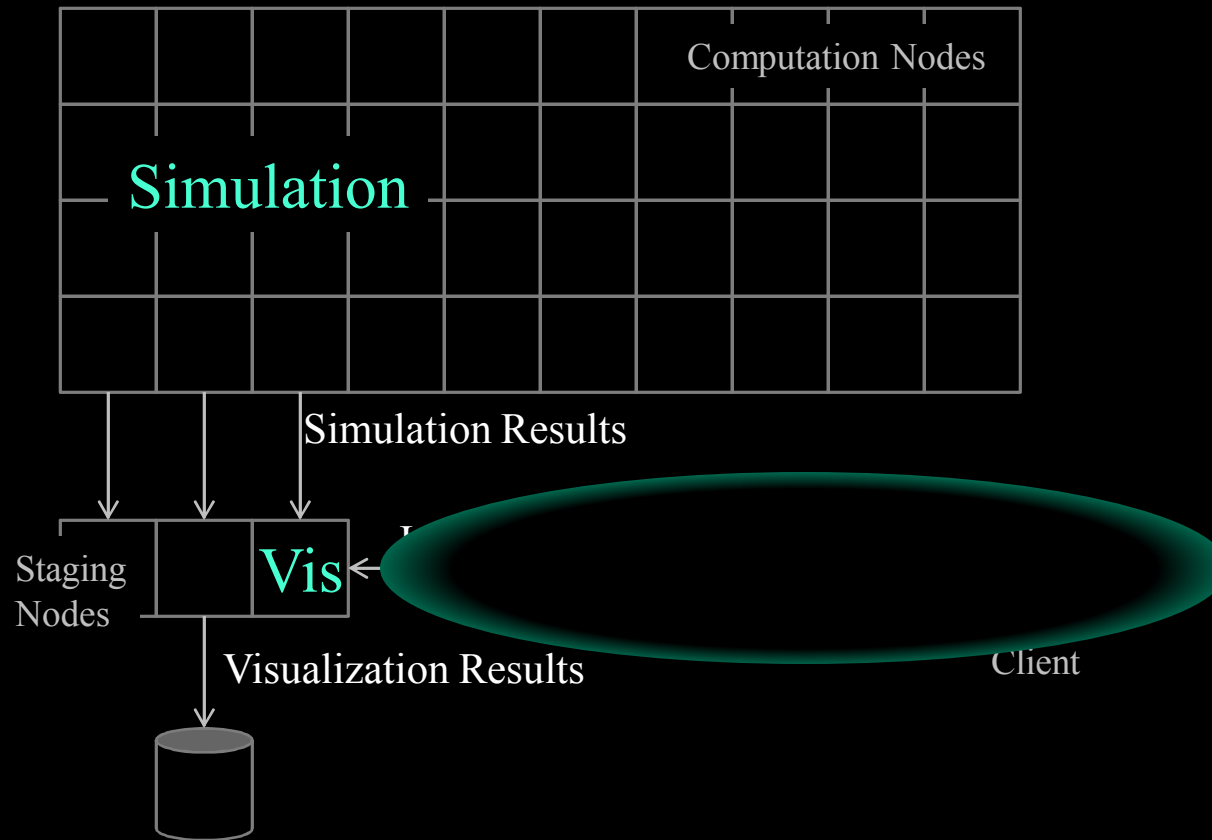 Computation Nodes
Simulation
Simulation Results
Staging
Nodes
Vis
Visualization Results
Client